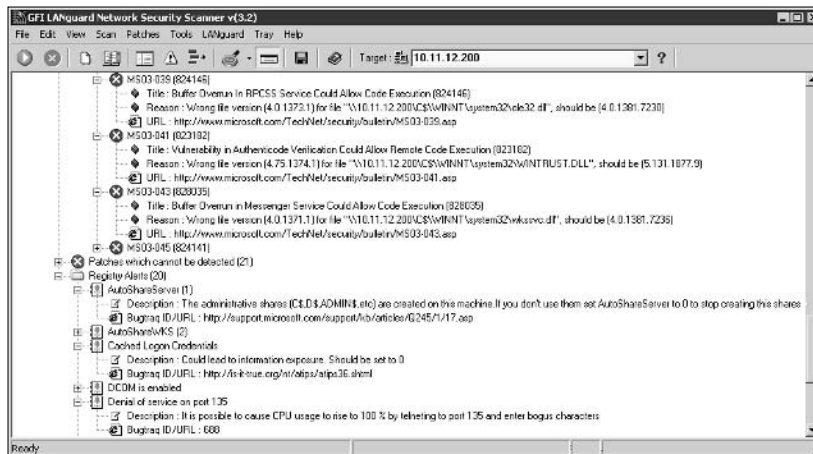 GFI LANguard Network Security Scanner v(3.2)
File Edit View Scan Patches Tools LANguard Tray Help
Target: 10.11.12.200
MS03-039 (824146)
Title : Buffer Overrun In RPCSS Service Could Allow Code Execution (824146)
Reason : Wrong file version (4.0.1373.1) for file "\\10.11.12.200\C$\WINNT\system32\ole32.dll", should be (4.0.1381.7230)
URL : http://www.microsoft.com/TechNet/security/bulletin/MS03-039.asp
MS03-041 (823182)
Title : Vulnerability in Authenticode Verification Could Allow Remote Code Execution (823182)
Reason : Wrong file version (4.75.1374.1) for file "\\10.11.12.200\C$\WINNT\system32\WINTRUST.DLL", should be (5.131.1877.9)
URL : http://www.microsoft.com/TechNet/security/bulletin/MS03-041.asp
MS03-043 (828035)
Title : Buffer Overrun in Messenger Service Could Allow Code Execution (828035)
Reason : Wrong file version (4.0.1371.1) for file "\\10.11.12.200\C$\WINNT\system32\wkssvc.dll", should be (4.0.1381.7236)
URL : http://www.microsoft.com/TechNet/security/bulletin/MS03-043.asp
MS03-045 (824141)
Patches which cannot be detected (21)
Registry Alerts (20)
AutoShareServer (1)
Description : The administrative shares (C$,D$,ADMIN$,etc) are created on this machine.If you don't use them set AutoShareServer to 0 to stop creating this shares
Bugtraq ID/URL : http://support.microsoft.com/support/kb/articles/Q245/1/17.asp
AutoShareWKS (2)
Cached Logon Credentials
Description : Could lead to information exposure. Should be set to 0
Bugtraq ID/URL : http://is-it-true.org/nt/atips/atips36.shtml
DCOM is enabled
Denial of service on port 135
Description : It is possible to cause CPU usage to rise to 100 % by telneting to port 135 and enter bogus characters
Bugtraq ID/URL : 688
Ready